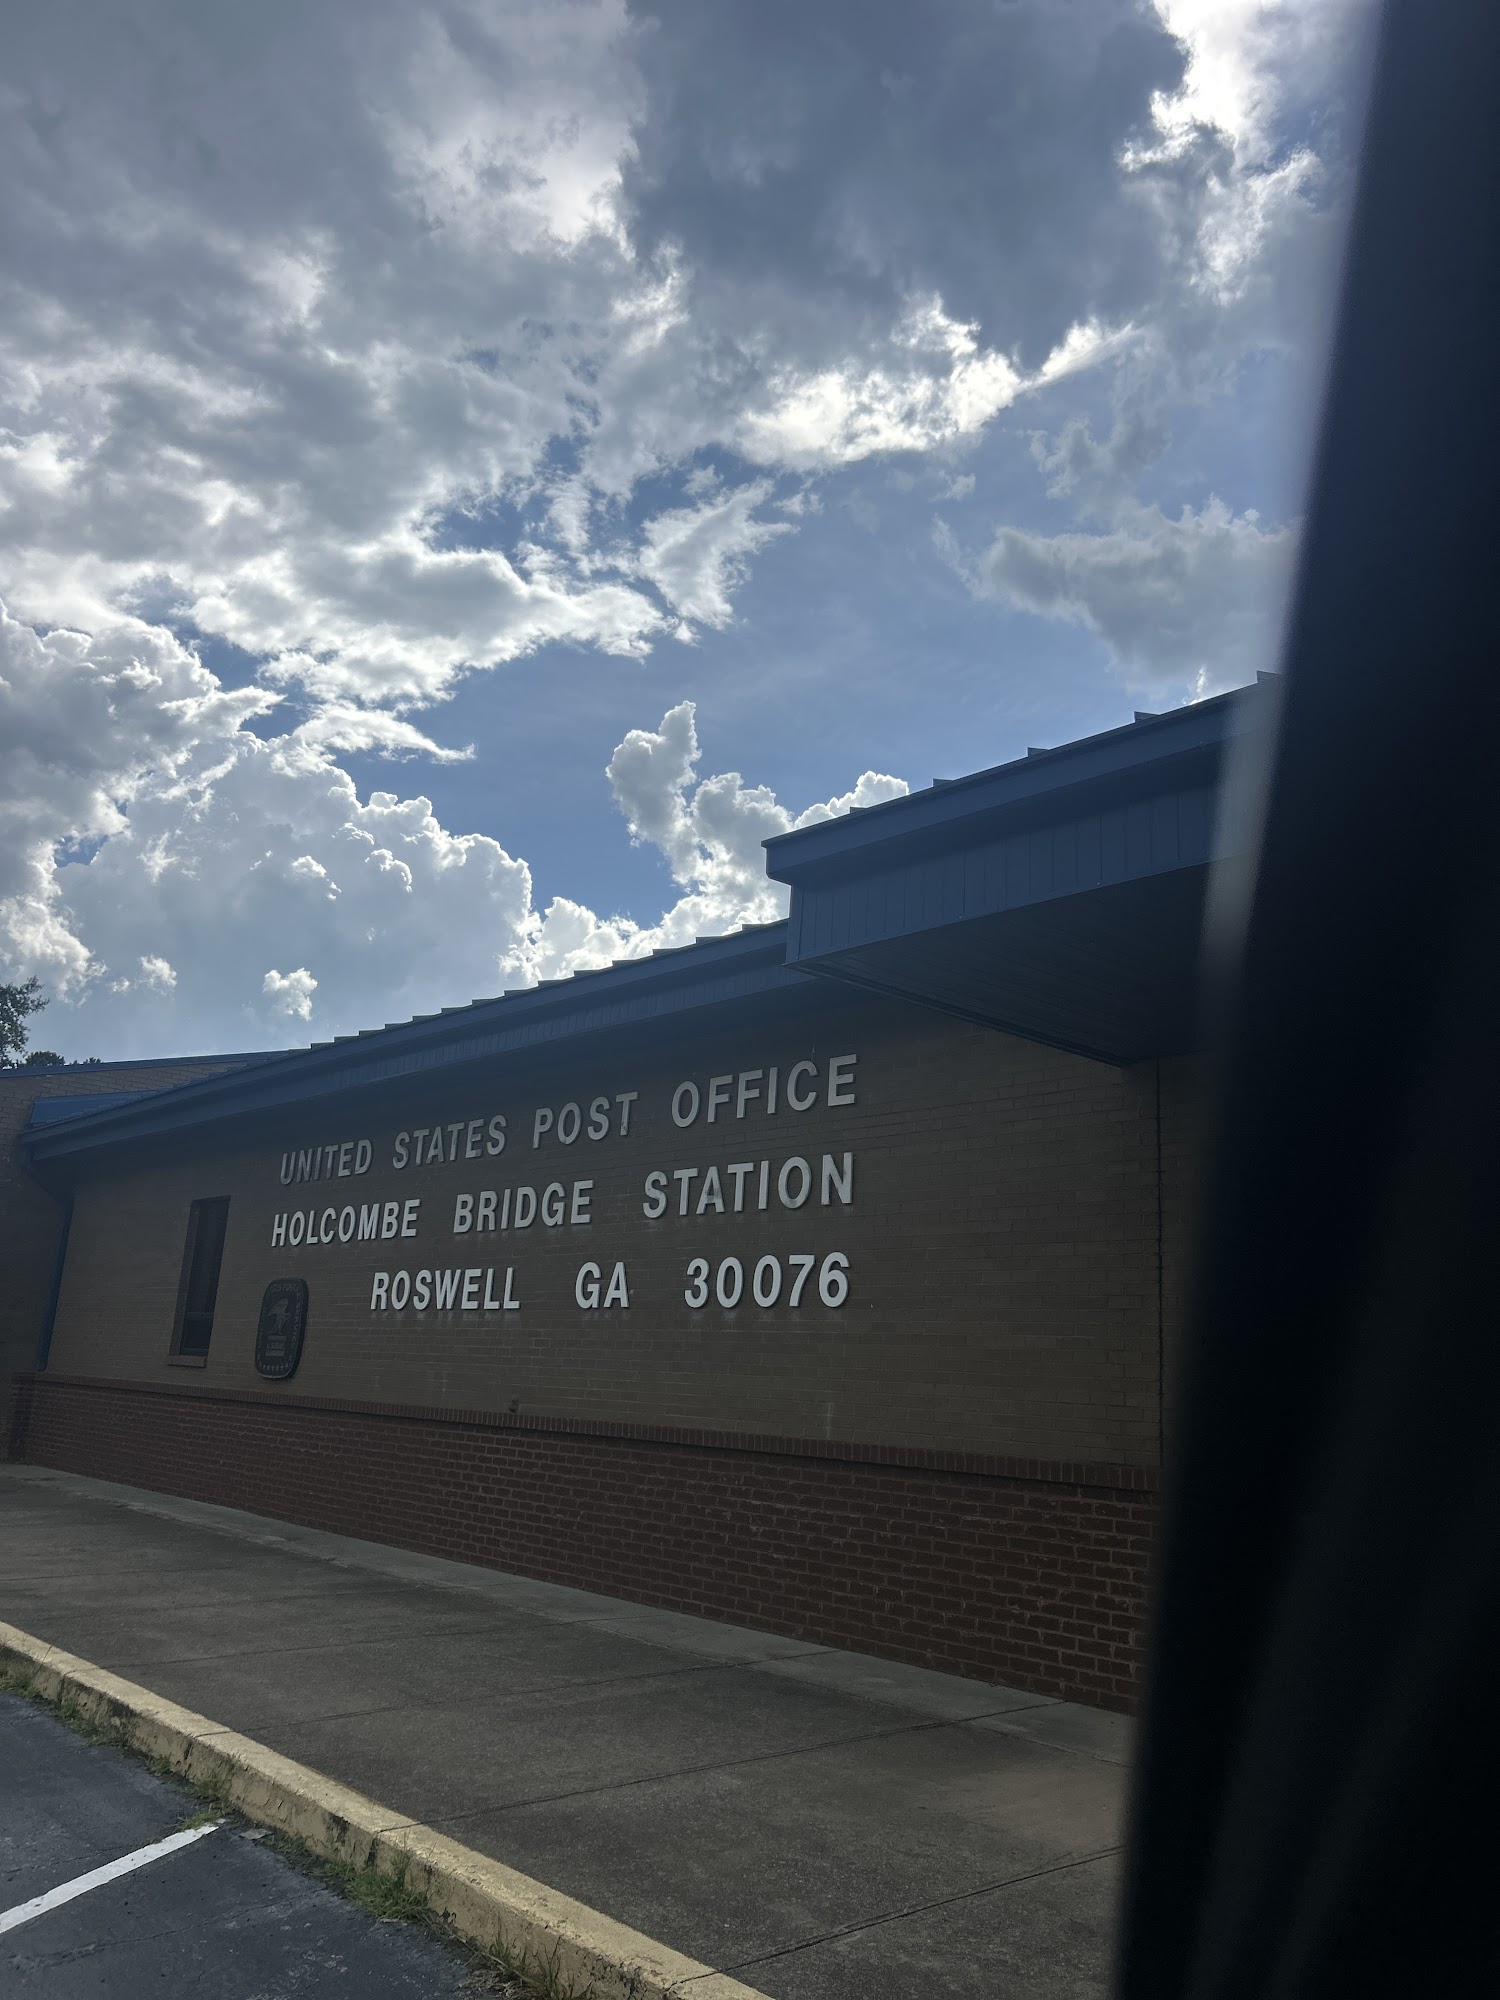 UNITED STATES POST OFFICE
HOLCOMBE BRIDGE STATION
ROSWELL GA 30076